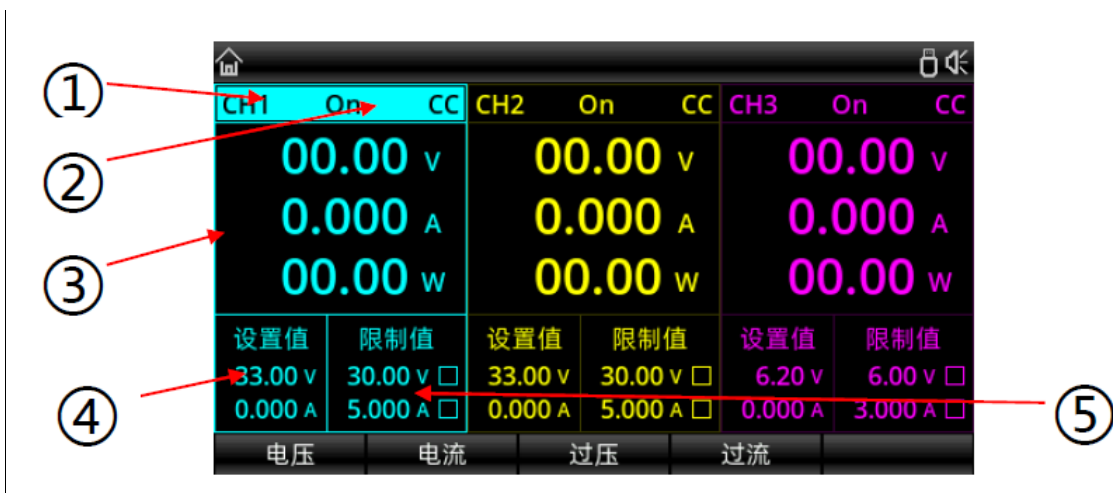 ①
CH1 On CC CH2 On CC CH3 On CC
②
00.00 V 00.00 V 00.00 V
0.000 A 0.000 A 0.000 A
③
00.00 W 00.00 W 00.00 W
设置值 限制值 设置值 限制值 设置值 限制值
33.00 V 30.00 V 33.00 V 30.00 V 6.20 V 6.00 V
④
0.000 A 5.000 A 0.000 A 5.000 A 0.000 A 3.000 A
⑤
电压 电流 过压 过流